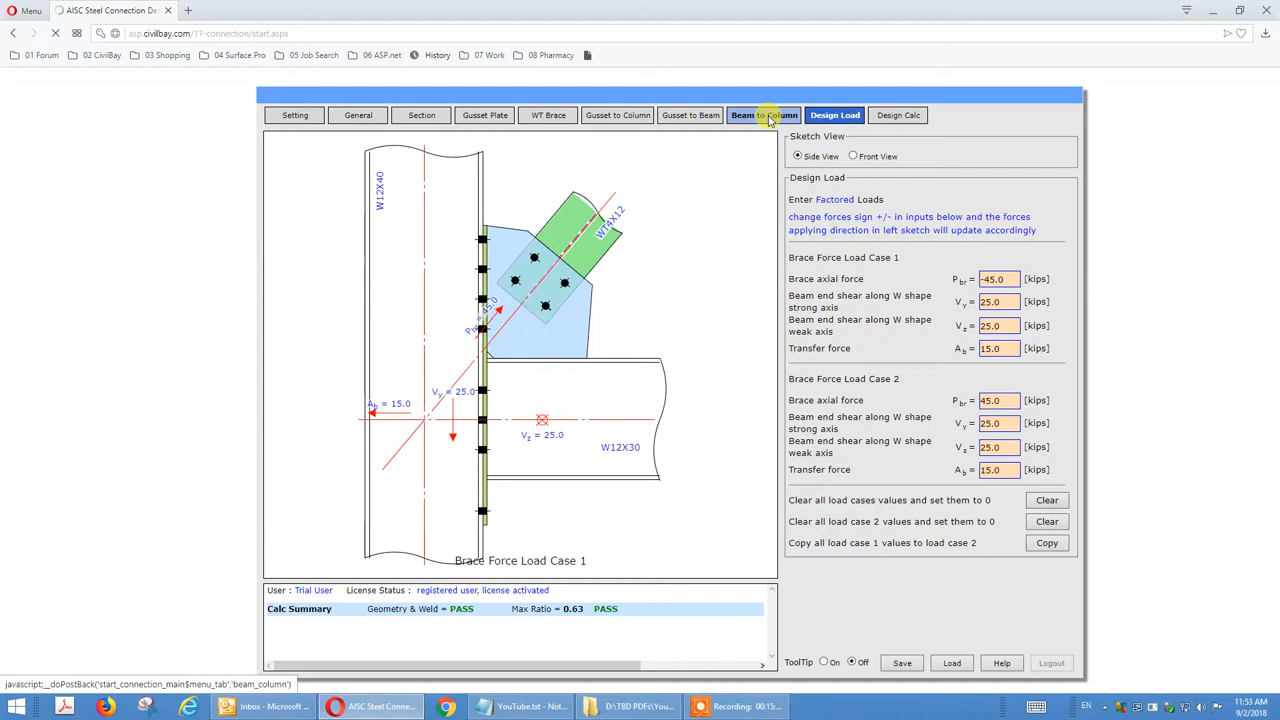 Menu
AISC Steel Connection De
asp.civilbay.com/17-connection/start.aspx
01 Forum 02 CivilBay 03 Shopping 04 Surface Pro 05 Job Search 06 ASP.net History 07 Work 08 Pharmacy
Setting General Section Gusset Plate WT Brace Gusset to Column Gusset to Beam Beam to Column Design Load Design Calc
Sketch View
Side View Front View
Design Load
Enter Factored Loads
change forces sign +/- in inputs below and the forces
applying direction in left sketch will update accordingly
Brace Force Load Case 1
Brace axial force Pbr = -45.0 [kips]
Beam end shear along W shape
strong axis Vy = 25.0 [kips]
Beam end shear along W shape
weak axis Vz = 25.0 [kips]
Transfer force Ab = 15.0 [kips]
Brace Force Load Case 2
Brace axial force Pbr = 45.0 [kips]
Beam end shear along W shape
strong axis Vy = 25.0 [kips]
Beam end shear along W shape
weak axis Vz = 25.0 [kips]
Transfer force Ab = 15.0 [kips]
Clear all load cases values and set them to 0 Clear
Clear all load case 2 values and set them to 0 Clear
Copy all load case 1 values to load case 2 Copy
W12X40
WT4X12
Pbr = -45.0
Vy = 25.0
Ab = 15.0
Vz = 25.0
W12X30
Brace Force Load Case 1
User : Trial User License Status : registered user, license activated
Calc Summary Geometry & Weld = PASS Max Ratio = 0.63 PASS
ToolTip On Off Save Load Help Logout
javascript:__doPostBack('start_connection_main$menu_tab','beam_column')
Inbox - Microsoft ... AISC Steel Conne... YouTube.txt - Not... D:\TBD PDFs\You... Recording: 00:15:... EN 11:53 AM
9/2/2018